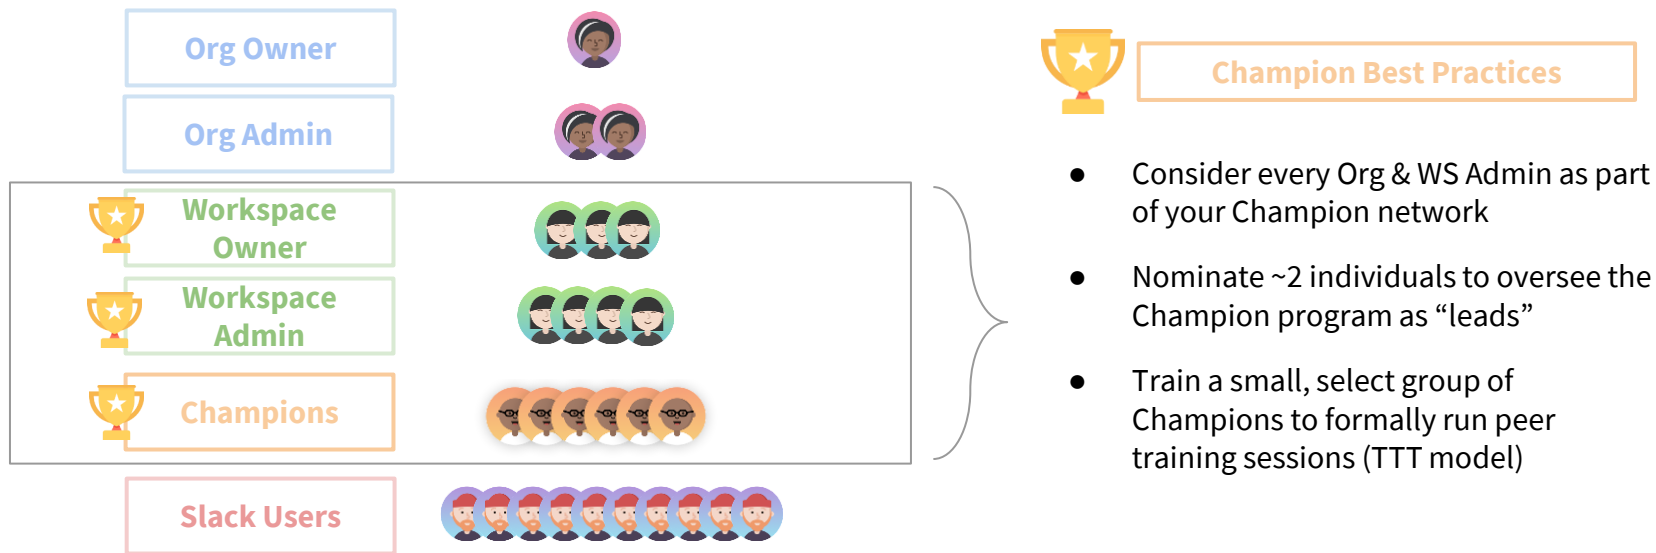 Org Owner
Org Admin
Workspace
Owner
Workspace
Admin
Champions
Slack Users
Champion Best Practices
● Consider every Org & WS Admin as part
of your Champion network
● Nominate ~2 individuals to oversee the
Champion program as “leads”
● Train a small, select group of
Champions to formally run peer
training sessions (TTT model)